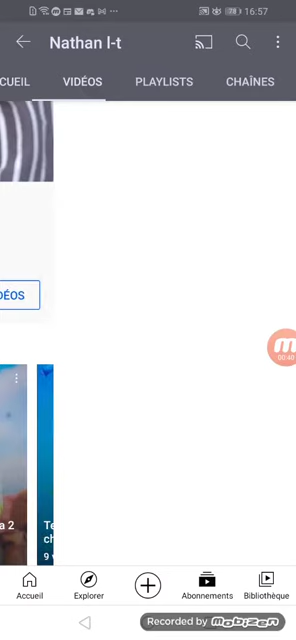 78 16:57
Nathan l-t
CUEIL VIDÉOS PLAYLISTS CHAÎNES
DÉOS
m
00:40
a 2
Te
ch
9 v
Accueil Explorer Abonnements Bibliothèque
Recorded by mobizen